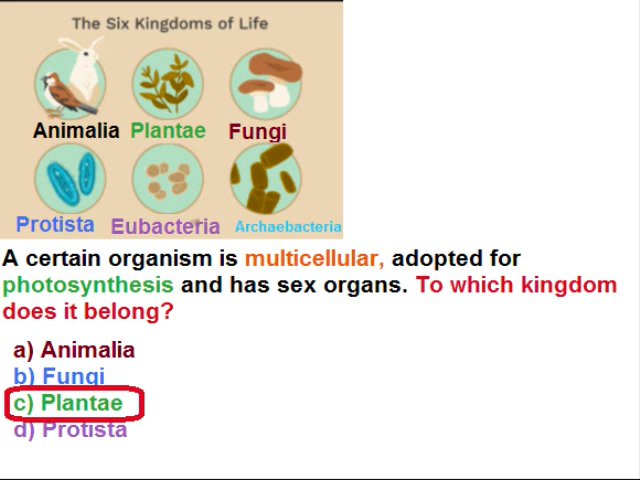 The Six Kingdoms of Life
Animalia Plantae Fungi
Protista Eubacteria Archaebacteria
A certain organism is multicellular, adopted for
photosynthesis and has sex organs. To which kingdom
does it belong?
a) Animalia
b) Fungi
c) Plantae
d) Protista